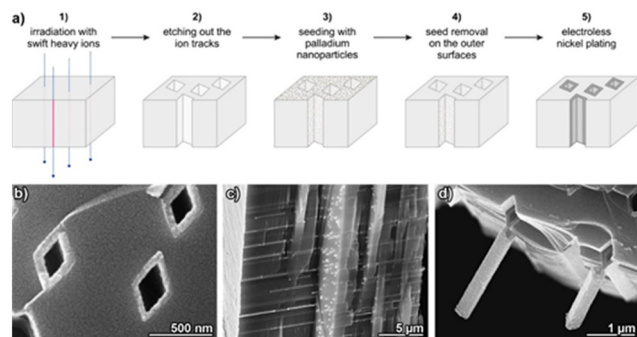 a)
1)
irradiation with
swift heavy ions
2)
etching out the
ion tracks
3)
seeding with
palladium
nanoparticles
4)
seed removal
on the outer
surfaces
5)
electroless
nickel plating
b)
500 nm
c)
5 µm
d)
1 µm